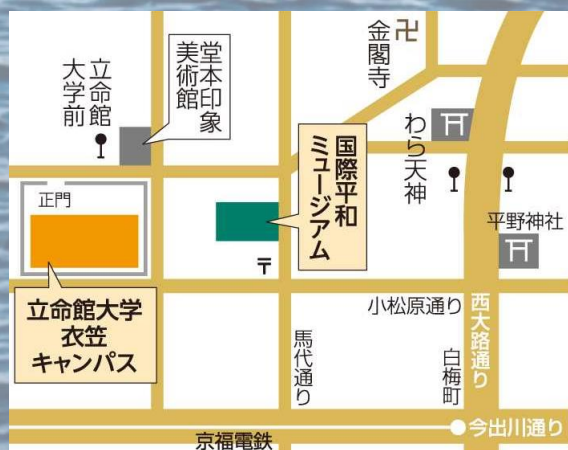 金閣寺
堂本印象
美術館
立命館
大学前
わら天神
国際平和
ミュージアム
正門
平野神社
〒
立命館大学
衣笠
キャンパス
小松原通り
西大路通り
馬代通り
白梅町
今出川通り
京福電鉄